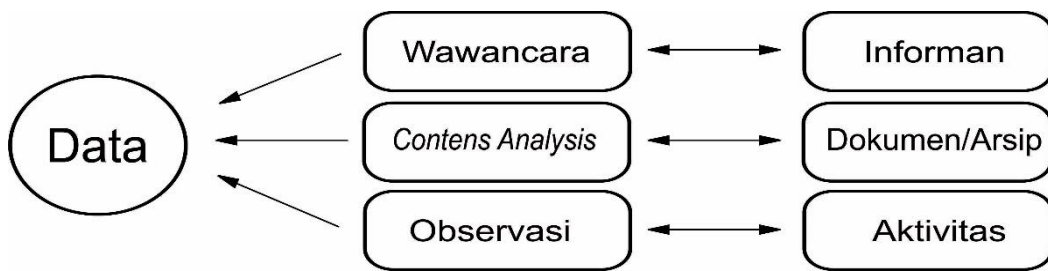 Wawancara
Informan
Data
Contens Analysis
Dokumen/Arsip
Observasi
Aktivitas